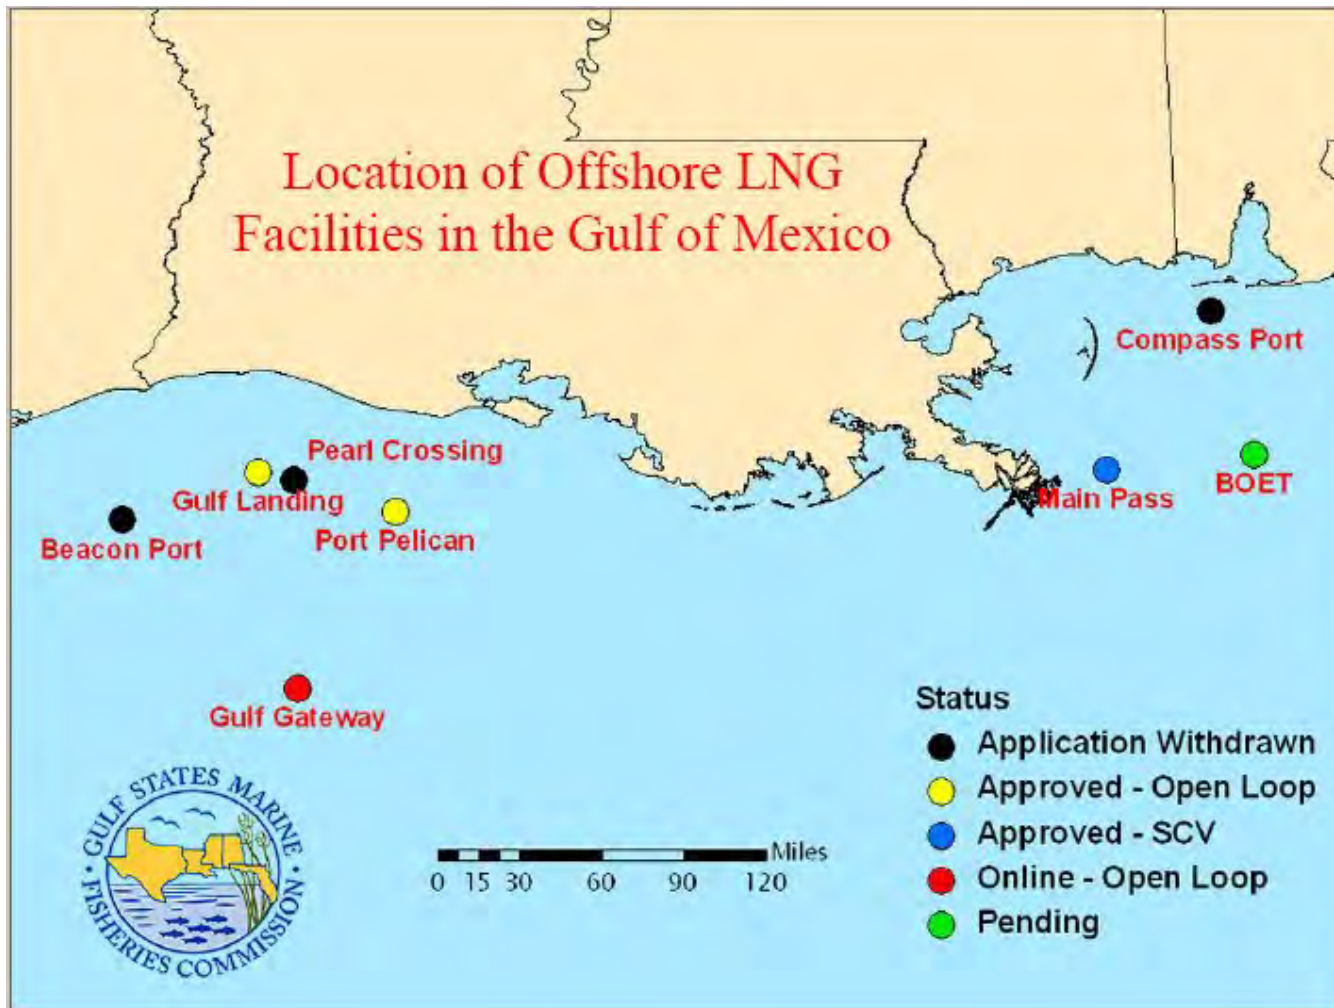 Location of Offshore LNG
Facilities in the Gulf of Mexico
Compass Port
Pearl Crossing
Gulf Landing
Main Pass
BOET
Beacon Port
Port Pelican
Gulf Gateway
Status
Application Withdrawn
Approved - Open Loop
Approved - SCV
Online - Open Loop
Pending
Miles
0 15 30 60 90 120
GULF STATES MARINE
FISHERIES COMMISSION